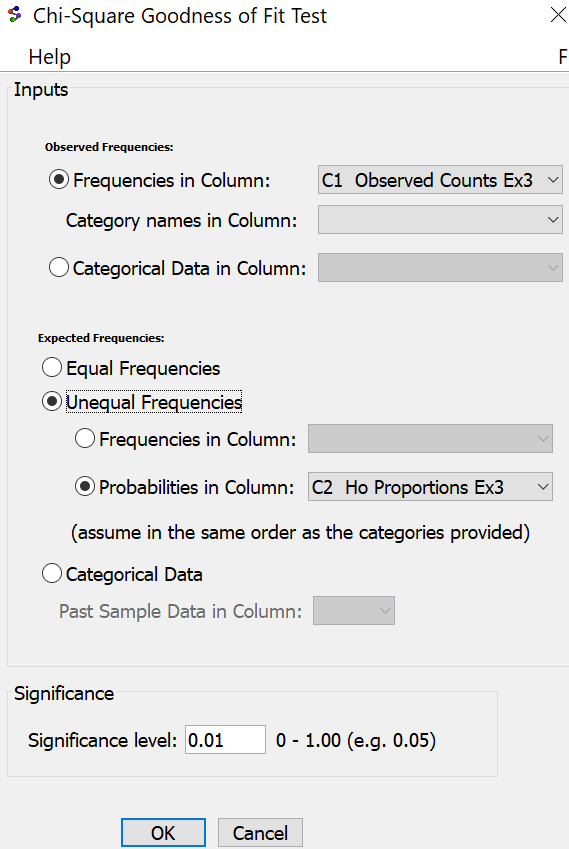 Chi-Square Goodness of Fit Test
Help F
Inputs
Observed Frequencies:
Frequencies in Column: C1 Observed Counts Ex3
Category names in Column:
Categorical Data in Column:
Expected Frequencies:
Equal Frequencies
Unequal Frequencies
Frequencies in Column:
Probabilities in Column: C2 Ho Proportions Ex3
(assume in the same order as the categories provided)
Categorical Data
Past Sample Data in Column:
Significance
Significance level: 0.01 0 - 1.00 (e.g. 0.05)
OK Cancel